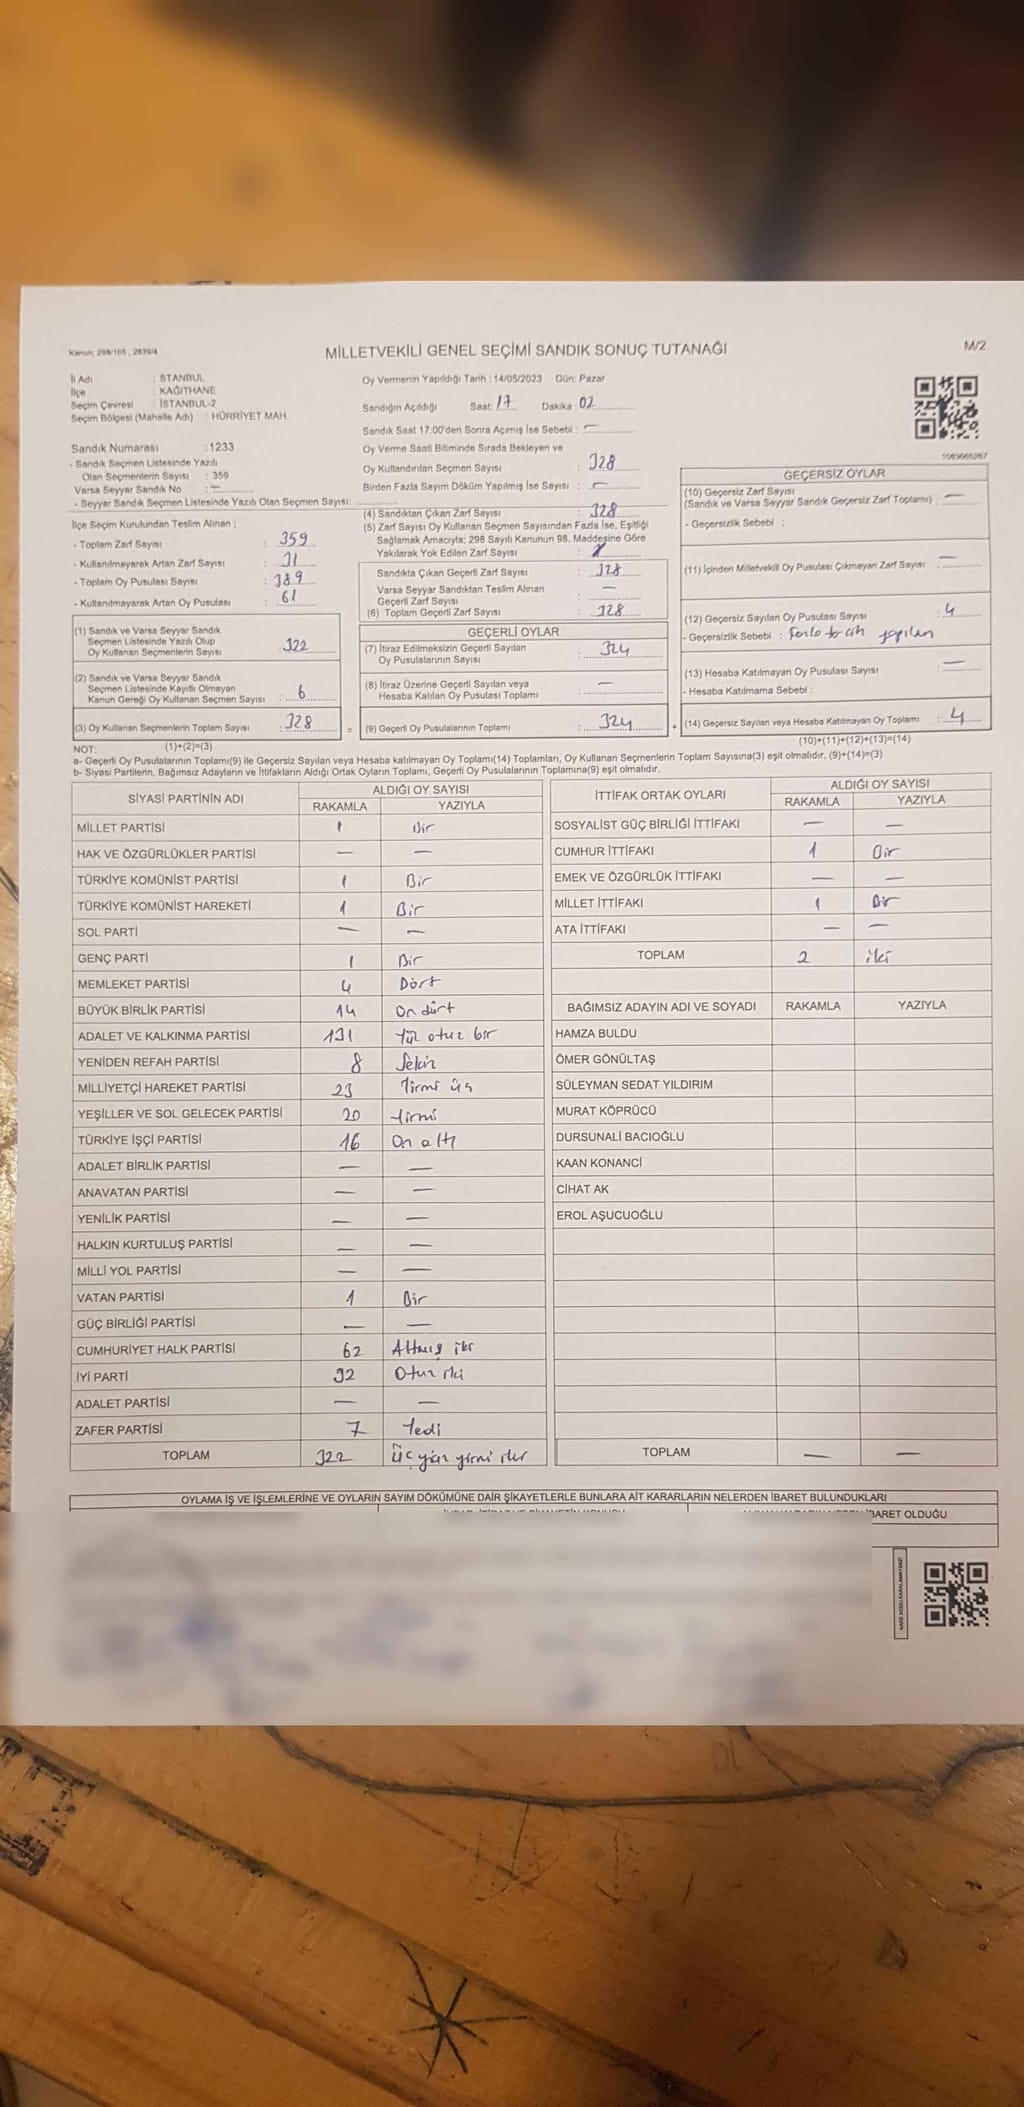 Kanun: 298/105 , 2839/4
MİLLETVEKİLİ GENEL SEÇİMİ SANDIK SONUÇ TUTANAĞI
M/2
İli Adı : İSTANBUL
İlçe : KAĞITHANE
Seçim Çevresi : İSTANBUL-2
Seçim Bölgesi (Mahalle Adı) : HÜRRİYET MAH.
Sandık Numarası :1233
- Sandık Seçmen Listesinde Yazılı
Olan Seçmenlerin Sayısı : 359
Varsa Seyyar Sandık No : —
- Seyyar Sandık Seçmen Listesinde Yazılı Olan Seçmen Sayısı:
Oy Vermenin Yapıldığı Tarih : 14/05/2023 Gün: Pazar
Sandığın Açıldığı Saat: 17 Dakika : 02
Sandık Saat 17:00'den Sonra Açımış İse Sebebi : —
Oy Verme Saati Bitiminde Sırada Bekleyen ve
Oy Kullandırılan Seçmen Sayısı : 328
Birden Fazla Sayım Döküm Yapılmış İse Sayısı : —
İlçe Seçim Kurulundan Teslim Alınan ;
- Toplam Zarf Sayısı : 359
- Kullanılmayarak Artan Zarf Sayısı : 31
- Toplam Oy Pusulası Sayısı : 389
- Kullanılmayarak Artan Oy Pusulası : 61
(4) Sandıktan Çıkan Zarf Sayısı : 328
(5) Zarf Sayısı Oy Kullanan Seçmen Sayısından Fazla İse, Eşitliği
Sağlamak Amacıyla; 298 Sayılı Kanunun 98. Maddesine Göre
Yakılarak Yok Edilen Zarf Sayısı :
Sandıkta Çıkan Geçerli Zarf Sayısı : 328
Varsa Seyyar Sandıktan Teslim Alınan
Geçerli Zarf Sayısı : —
(6) Toplam Geçerli Zarf Sayısı : 328
(1) Sandık ve Varsa Seyyar Sandık
Seçmen Listesinde Yazılı Olup
Oy Kullanan Seçmenlerin Sayısı : 322
(2) Sandık ve Varsa Seyyar Sandık
Seçmen Listesinde Kayıtlı Olmayan
Kanun Gereği Oy Kullanan Seçmen Sayısı : 6
(3) Oy Kullanan Seçmenlerin Toplam Sayısı : 328
(1)+(2)=(3)
=
GEÇERLİ OYLAR
(7) İtiraz Edilmeksizin Geçerli Sayılan
Oy Pusulalarının Sayısı : 324
(8) İtiraz Üzerine Geçerli Sayılan veya
Hesaba Katılan Oy Pusulası Toplamı : —
(9) Geçerli Oy Pusulalarının Toplamı : 324
+
GEÇERSİZ OYLAR
(10) Geçersiz Zarf Sayısı
(Sandık ve Varsa Seyyar Sandık Geçersiz Zarf Toplamı) : —
- Geçersizlik Sebebi :
(11) İçinden Milletvekili Oy Pusulası Çıkmayan Zarf Sayısı : —
(12) Geçersiz Sayılan Oy Pusulası Sayısı : 4
- Geçersizlik Sebebi : Fazla tercih yapılan
(13) Hesaba Katılmayan Oy Pusulası Sayısı : —
- Hesaba Katılmama Sebebi :
(14) Geçersiz Sayılan veya Hesaba Katılmayan Oy Toplamı : 4
(10)+(11)+(12)+(13)=(14)
NOT:
a- Geçerli Oy Pusulalarının Toplamı(9) ile Geçersiz Sayılan veya Hesaba katılmayan Oy Toplamı(14) Toplamları, Oy Kullanan Seçmenlerin Toplam Sayısına(3) eşit olmalıdır. (9)+(14)=(3)
b- Siyasi Partilerin, Bağımsız Adayların ve İttifakların Aldığı Ortak Oyların Toplamı, Geçerli Oy Pusulalarının Toplamına(9) eşit olmalıdır.
SİYASİ PARTİNİN ADI ALDIĞI OY SAYISI
RAKAMLA YAZIYLA
MİLLET PARTİSİ 1 Bir
HAK VE ÖZGÜRLÜKLER PARTİSİ — —
TÜRKİYE KOMÜNİST PARTİSİ 1 Bir
TÜRKİYE KOMÜNİST HAREKETİ 1 Bir
SOL PARTİ — —
GENÇ PARTİ 1 Bir
MEMLEKET PARTİSİ 4 Dört
BÜYÜK BİRLİK PARTİSİ 14 On dört
ADALET VE KALKINMA PARTİSİ 131 Yüz otuz bir
YENİDEN REFAH PARTİSİ 8 Sekiz
MİLLİYETÇİ HAREKET PARTİSİ 23 Yirmi üç
YEŞİLLER VE SOL GELECEK PARTİSİ 20 Yirmi
TÜRKİYE İŞÇİ PARTİSİ 16 On altı
ADALET BİRLİK PARTİSİ — —
ANAVATAN PARTİSİ — —
YENİLİK PARTİSİ — —
HALKIN KURTULUŞ PARTİSİ — —
MİLLİ YOL PARTİSİ — —
VATAN PARTİSİ 1 Bir
GÜÇ BİRLİĞİ PARTİSİ — —
CUMHURİYET HALK PARTİSİ 62 Altmış iki
İYİ PARTİ 32 Otuz iki
ADALET PARTİSİ — —
ZAFER PARTİSİ 7 Yedi
TOPLAM 322 Üç yüz yirmi iki
İTTİFAK ORTAK OYLARI ALDIĞI OY SAYISI
RAKAMLA YAZIYLA
SOSYALİST GÜÇ BİRLİĞİ İTTİFAKI — —
CUMHUR İTTİFAKI 1 Bir
EMEK VE ÖZGÜRLÜK İTTİFAKI — —
MİLLET İTTİFAKI 1 Bir
ATA İTTİFAKI — —
TOPLAM 2 iki
BAĞIMSIZ ADAYIN ADI VE SOYADI RAKAMLA YAZIYLA
HAMZA BULDU
ÖMER GÖNÜLTAŞ
SÜLEYMAN SEDAT YILDIRIM
MURAT KÖPRÜCÜ
DURSUNALİ BACIOĞLU
KAAN KONANCİ
CİHAT AK
EROL AŞUCUOĞLU
TOPLAM — —
OYLAMA İŞ VE İŞLEMLERİNE VE OYLARIN SAYIM DÖKÜMÜNE DAİR ŞİKAYETLERLE BUNLARA AİT KARARLARIN NELERDEN İBARET BULUNDUKLARI
İBARET OLDUĞU